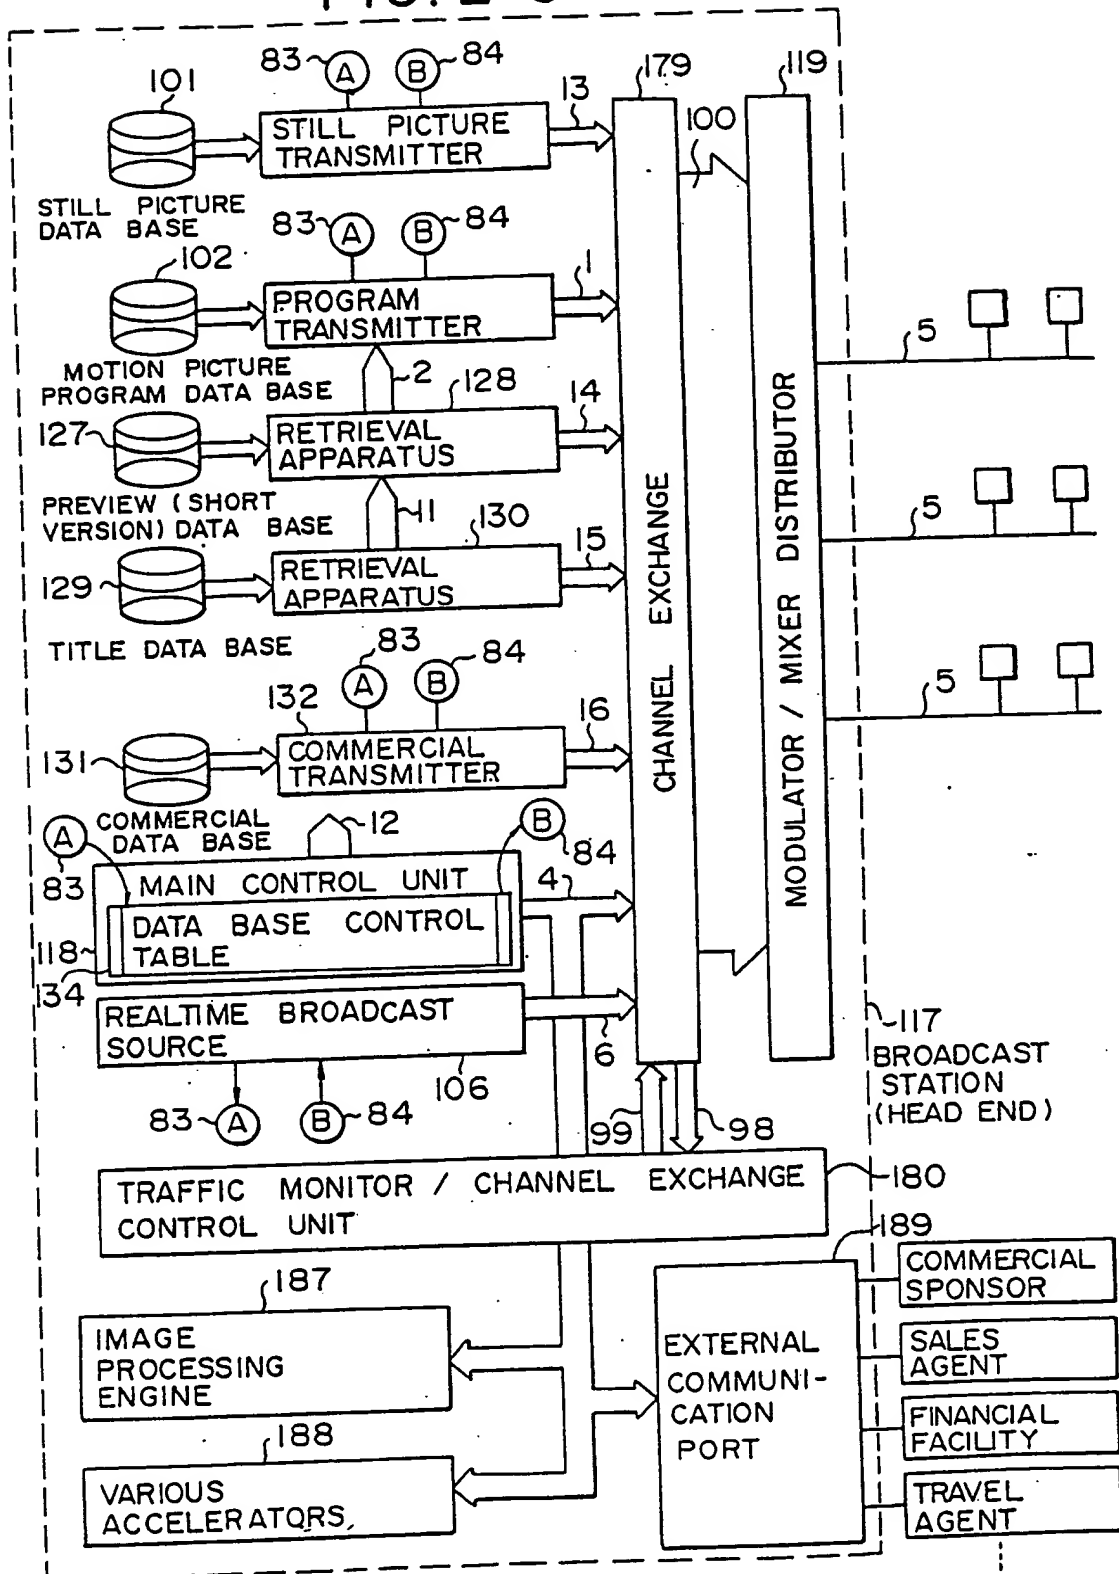 83 A B 84
179
119
101
13
100
STILL PICTURE
TRANSMITTER
STILL PICTURE
DATA BASE
83 A B 84
102
1
PROGRAM
TRANSMITTER
5
MOTION PICTURE
PROGRAM DATA BASE
2
128
14
127
RETRIEVAL
APPARATUS
PREVIEW (SHORT
VERSION) DATA BASE
11
130
15
5
129
RETRIEVAL
APPARATUS
TITLE DATA BASE
83 A B 84
132
16
5
131
COMMERCIAL
TRANSMITTER
COMMERCIAL
DATA BASE
CHANNEL EXCHANGE
MODULATOR / MIXER DISTRIBUTOR
A
83
12
B
84
MAIN CONTROL UNIT
4
DATA BASE CONTROL
TABLE
118
134
REALTIME BROADCAST
SOURCE
6
106
83 A B 84
99
98
117
BROADCAST
STATION
(HEAD END)
TRAFFIC MONITOR / CHANNEL EXCHANGE
CONTROL UNIT
180
189
187
IMAGE
PROCESSING
ENGINE
EXTERNAL
COMMUNI-
CATION
PORT
COMMERCIAL
SPONSOR
SALES
AGENT
FINANCIAL
FACILITY
TRAVEL
AGENT
188
VARIOUS
ACCELERATORS